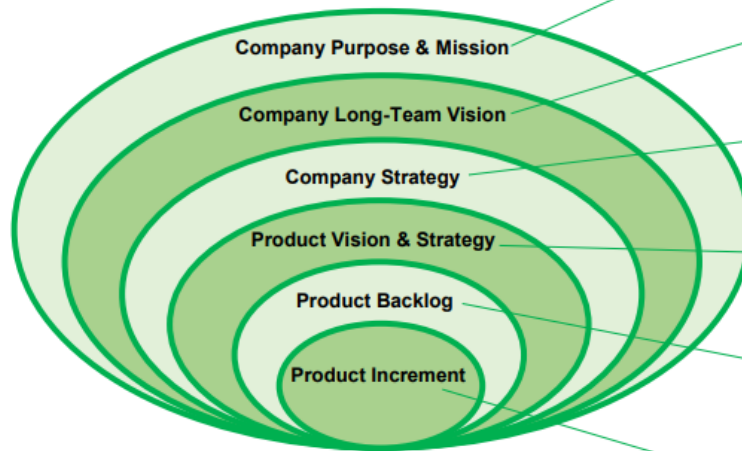 Company Purpose & Mission
Company Long-Team Vision
Company Strategy
Product Vision & Strategy
Product Backlog
Product Increment